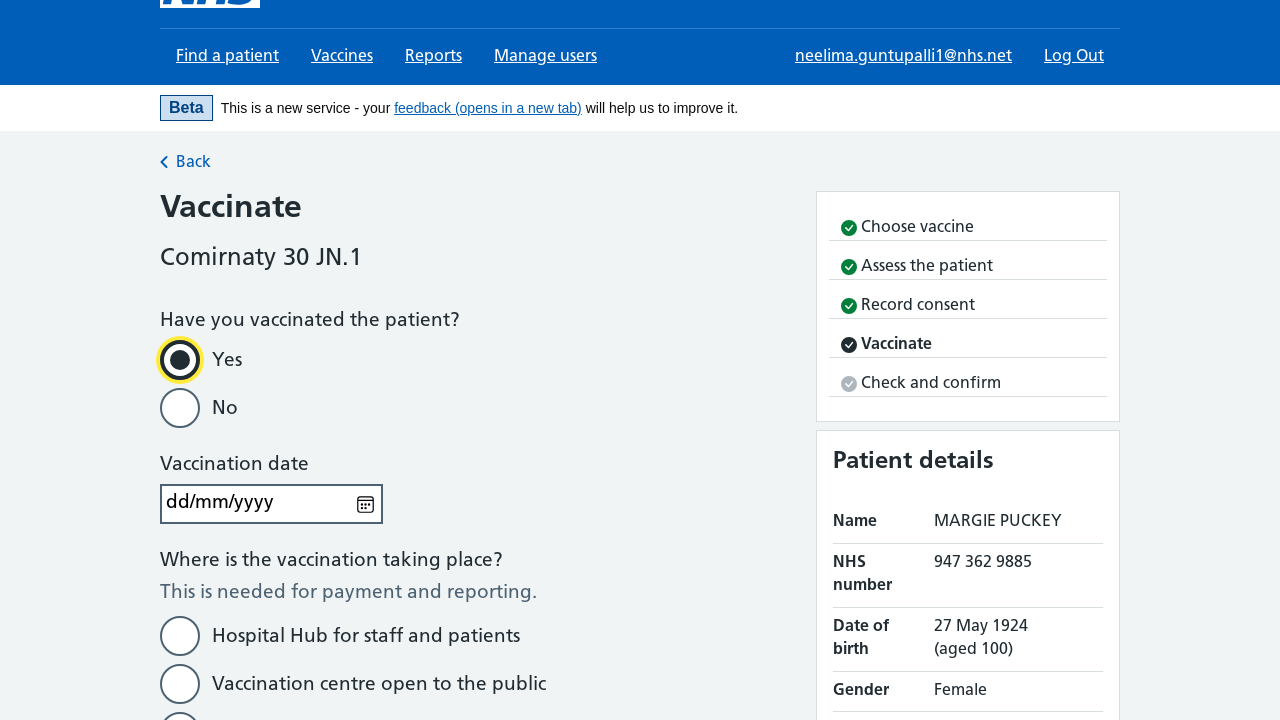 NHS
Find a patient Vaccines Reports Manage users neelima.guntupalli1@nhs.net Log Out
Beta This is a new service - your feedback (opens in a new tab) will help us to improve it.
Back
Vaccinate
Comirnaty 30 JN.1
Have you vaccinated the patient?
Yes
No
Vaccination date
dd/mm/yyyy
Where is the vaccination taking place?
This is needed for payment and reporting.
Hospital Hub for staff and patients
Vaccination centre open to the public
Choose vaccine
Assess the patient
Record consent
Vaccinate
Check and confirm
Patient details
Name MARGIE PUCKEY
NHS number 947 362 9885
Date of birth 27 May 1924 (aged 100)
Gender Female